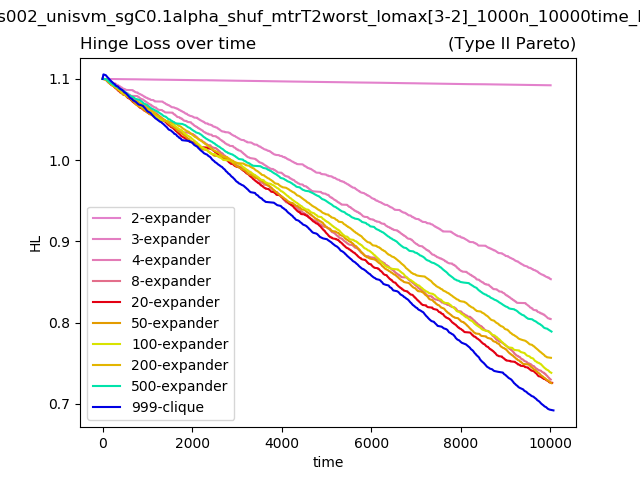 s002_unisvm_sgC0.1alpha_shuf_mtrT2worst_lomax[3-2]_1000n_10000time_
Hinge Loss over time (Type II Pareto)
1.1
1.0
0.9
0.8
0.7
HL
2-expander
3-expander
4-expander
8-expander
20-expander
50-expander
100-expander
200-expander
500-expander
999-clique
0 2000 4000 6000 8000 10000
time